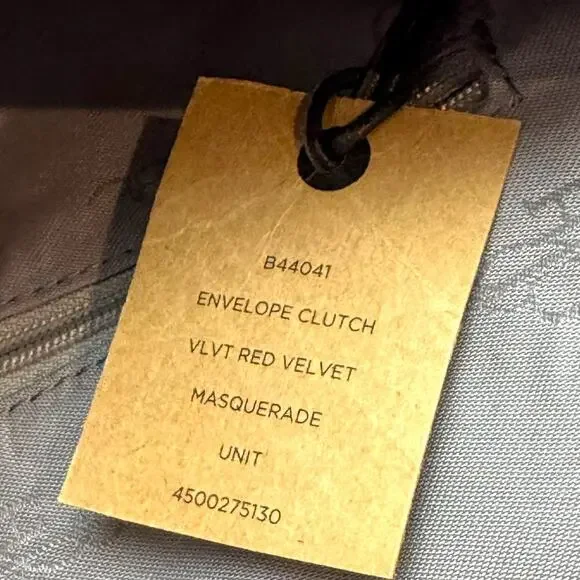 B44041
ENVELOPE CLUTCH
VLVT RED VELVET
MASQUERADE
UNIT
4500275130